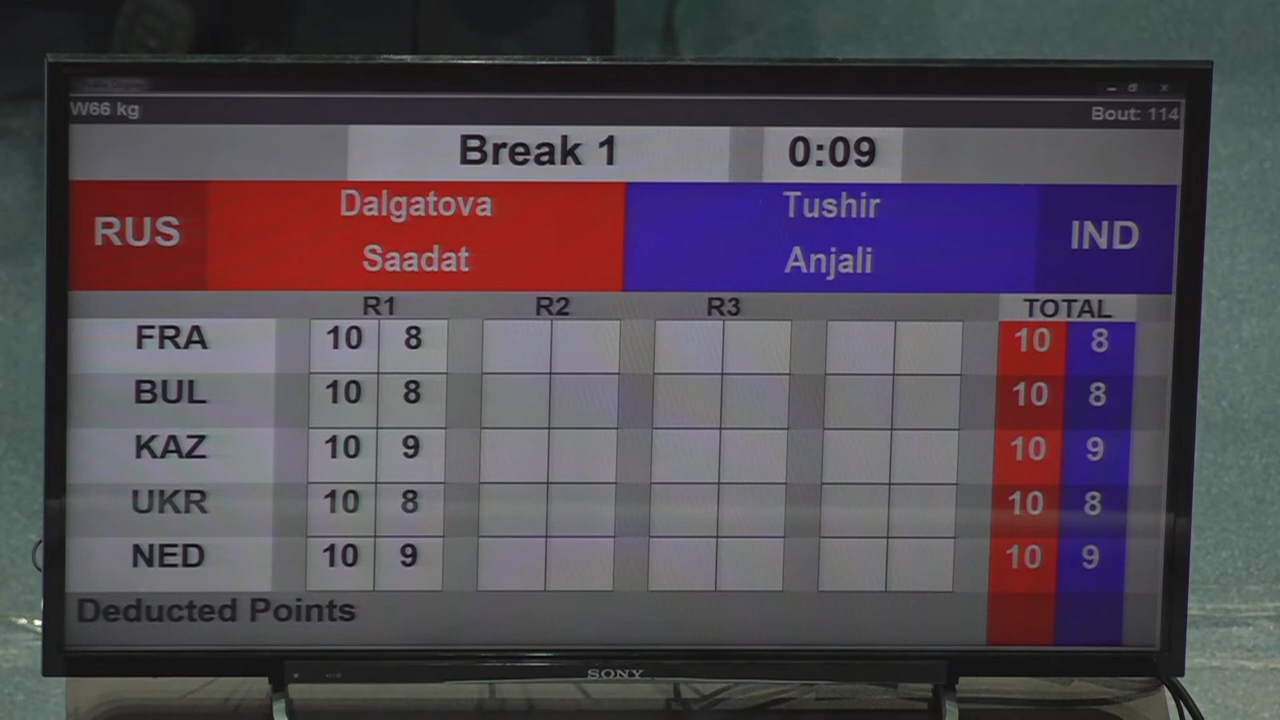 W66 kg Bout: 114
Break 1 0:09
RUS Dalgatova Saadat Tushir Anjali IND
R1 R2 R3 TOTAL
FRA 10 8 10 8
BUL 10 8 10 8
KAZ 10 9 10 9
UKR 10 8 10 8
NED 10 9 10 9
Deducted Points
SONY